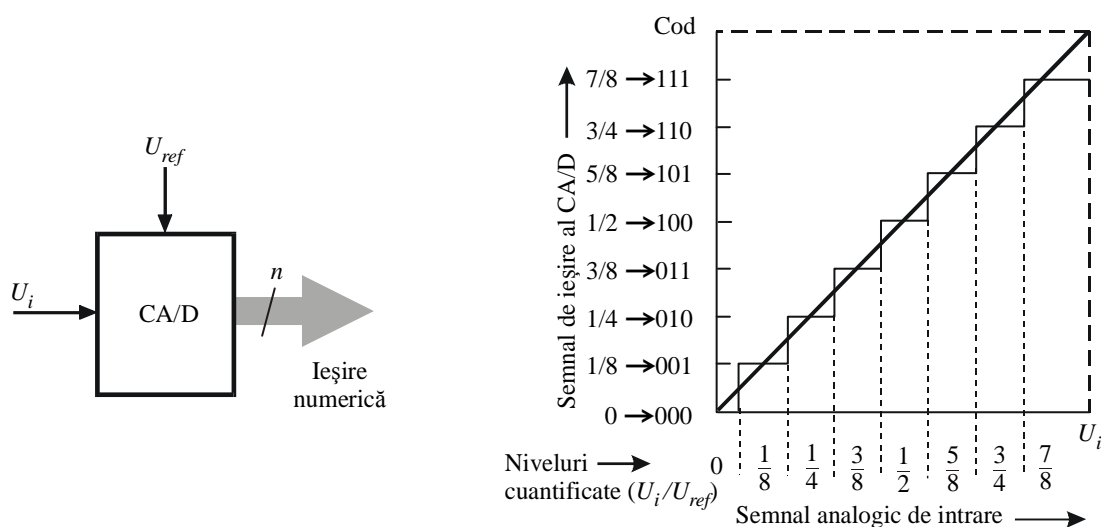 U_ref
U_i
CA/D
n
Ieşire
numerică
Cod
Semnal de ieşire al CA/D
7/8 → 111
3/4 → 110
5/8 → 101
1/2 → 100
3/8 → 011
1/4 → 010
1/8 → 001
0 → 000
U_i
Niveluri →
cuantificate (U_i/U_ref)
0 1/8 1/4 3/8 1/2 5/8 3/4 7/8
Semnal analogic de intrare →